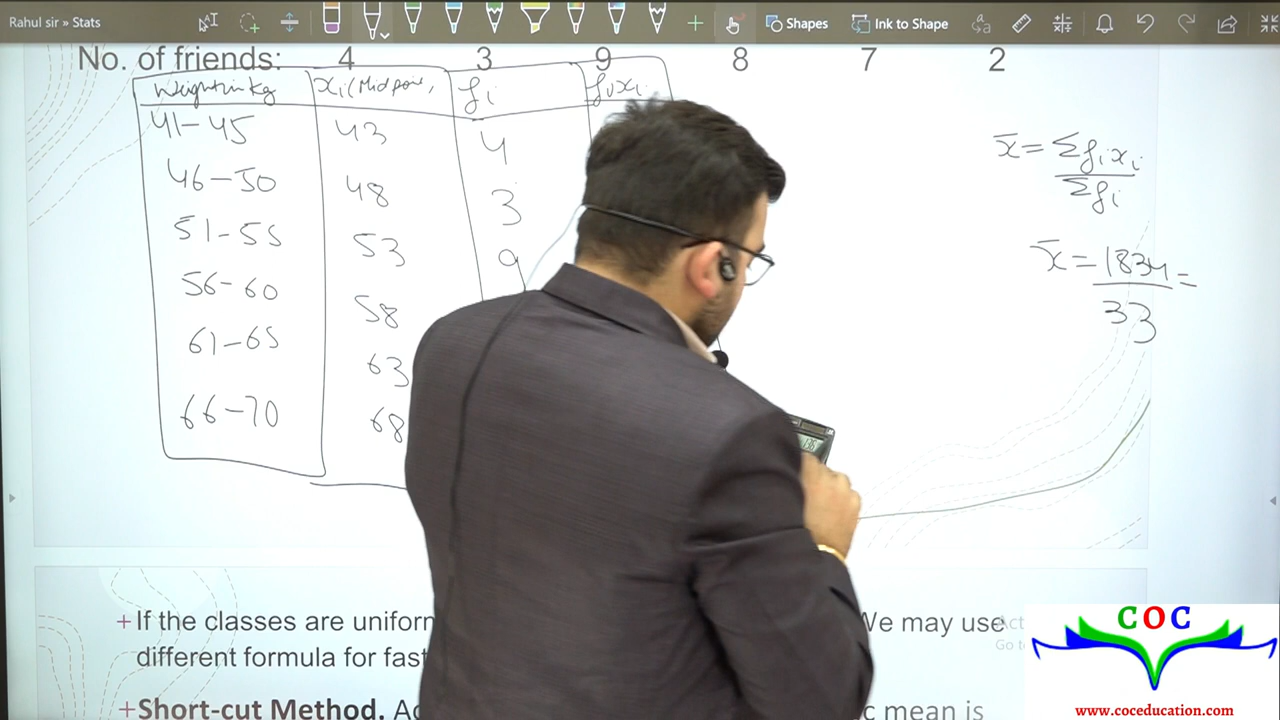 Rahul sir » Stats
Shapes
Ink to Shape
No. of friends: 4 3 9 8 7 2
Weight in Kg xi (Midpoint, fi fixi
41-45 43 4
46-50 48 3
51-55 53 9
56-60 58
61-65 63
66-70 68
x̄ = Σfixi / Σfi
x̄ = 1834 / 33 =
+ If the classes are uniform We may use
different formula for fast
+ Short-cut Method. mean is
COC
www.coceducation.com